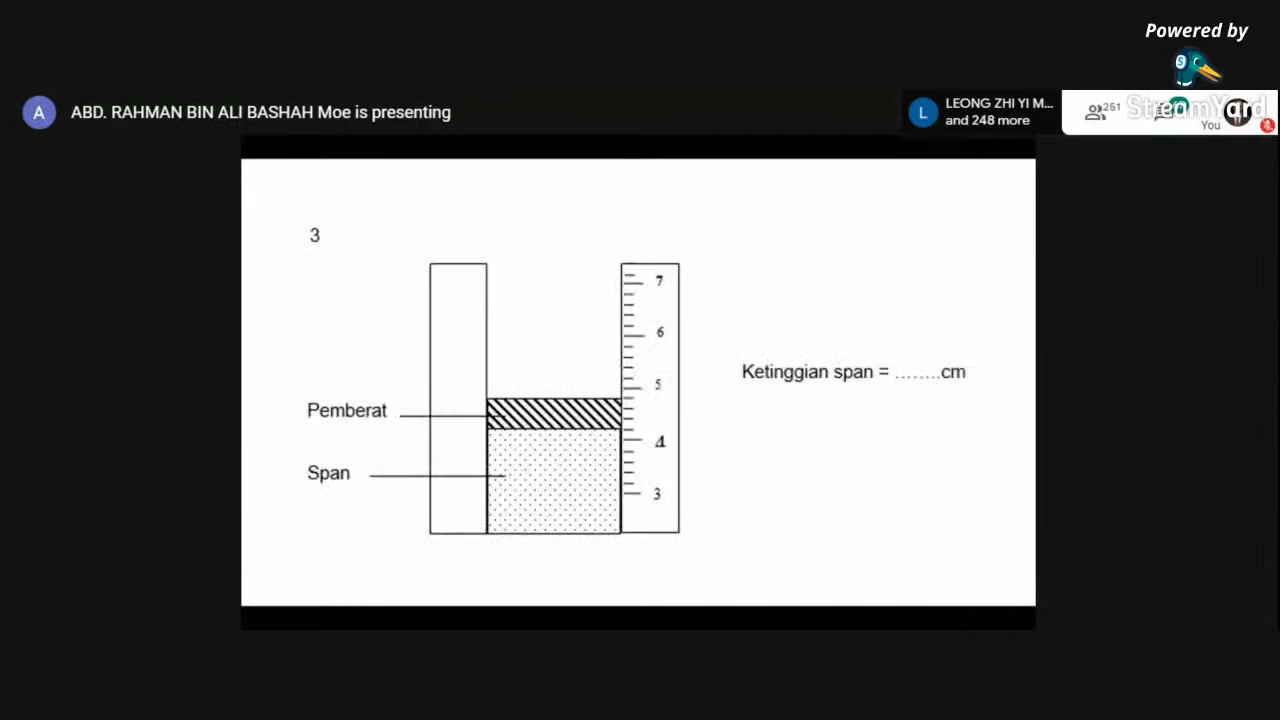 Powered by
A ABD. RAHMAN BIN ALI BASHAH Moe is presenting
L LEONG ZHI YI M...
and 248 more
251
StreamYard
You
3
7
6
5
4
3
Ketinggian span = ........cm
Pemberat
Span